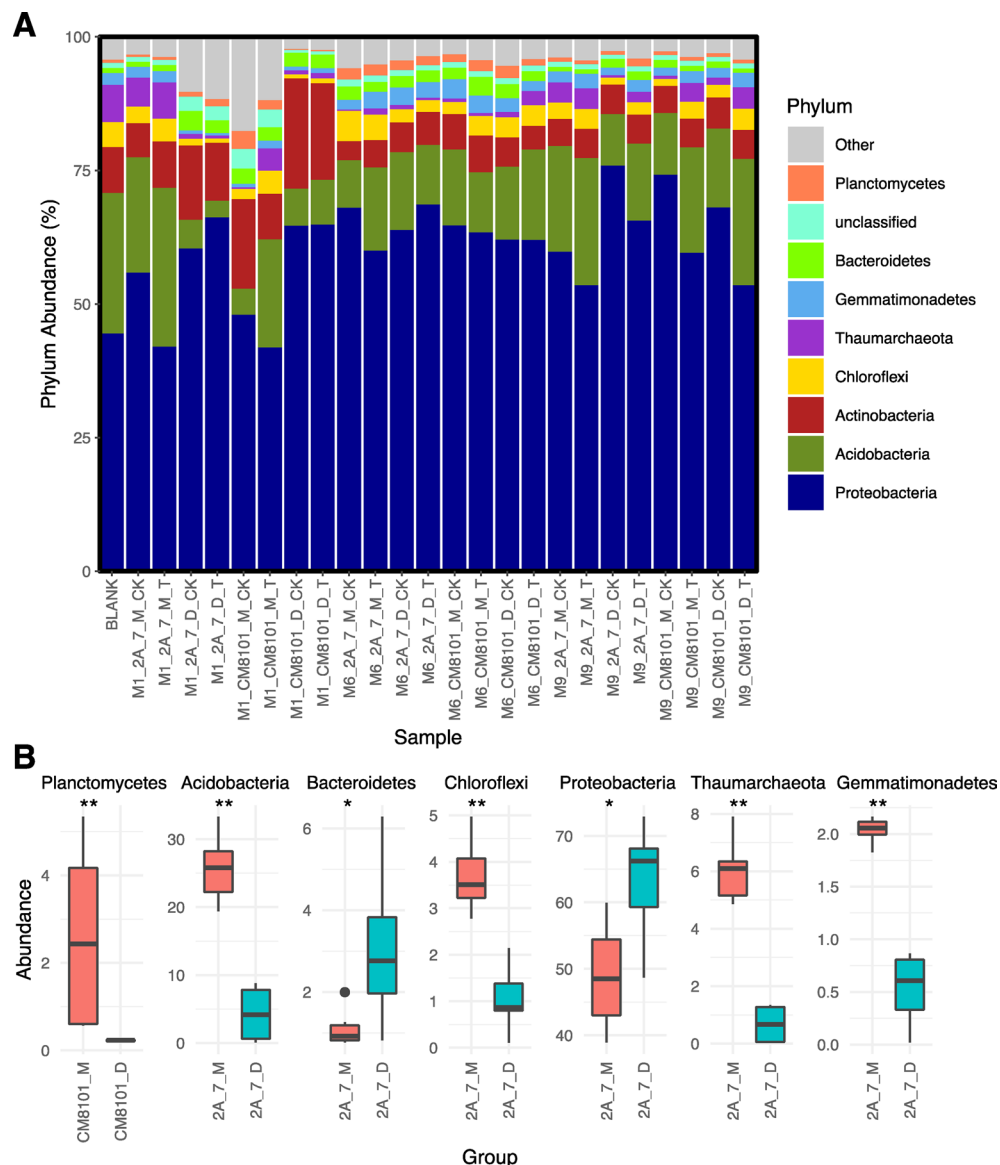 A
Phylum Abundance (%)
100
75
50
25
0
BLANK
M1_2A_7_M_CK
M1_2A_7_M_T
M1_2A_7_D_CK
M1_2A_7_D_T
M1_CM8101_M_CK
M1_CM8101_M_T
M1_CM8101_D_CK
M1_CM8101_D_T
M6_2A_7_M_CK
M6_2A_7_M_T
M6_2A_7_D_CK
M6_2A_7_D_T
M6_CM8101_M_CK
M6_CM8101_M_T
M6_CM8101_D_CK
M6_CM8101_D_T
M9_2A_7_M_CK
M9_2A_7_M_T
M9_2A_7_D_CK
M9_2A_7_D_T
M9_CM8101_M_CK
M9_CM8101_M_T
M9_CM8101_D_CK
M9_CM8101_D_T
Sample
Phylum
Other
Planctomycetes
unclassified
Bacteroidetes
Gemmatimonadetes
Thaumarchaeota
Chloroflexi
Actinobacteria
Acidobacteria
Proteobacteria
B
Abundance
Planctomycetes
**
4
2
0
CM8101_M
CM8101_D
Acidobacteria
**
30
20
10
0
2A_7_M
2A_7_D
Bacteroidetes
*
6
4
2
2A_7_M
2A_7_D
Chloroflexi
**
5
4
3
2
1
0
2A_7_M
2A_7_D
Proteobacteria
*
70
60
50
40
2A_7_M
2A_7_D
Thaumarchaeota
**
8
6
4
2
0
2A_7_M
2A_7_D
Gemmatimonadetes
**
2.0
1.5
1.0
0.5
0.0
2A_7_M
2A_7_D
Group